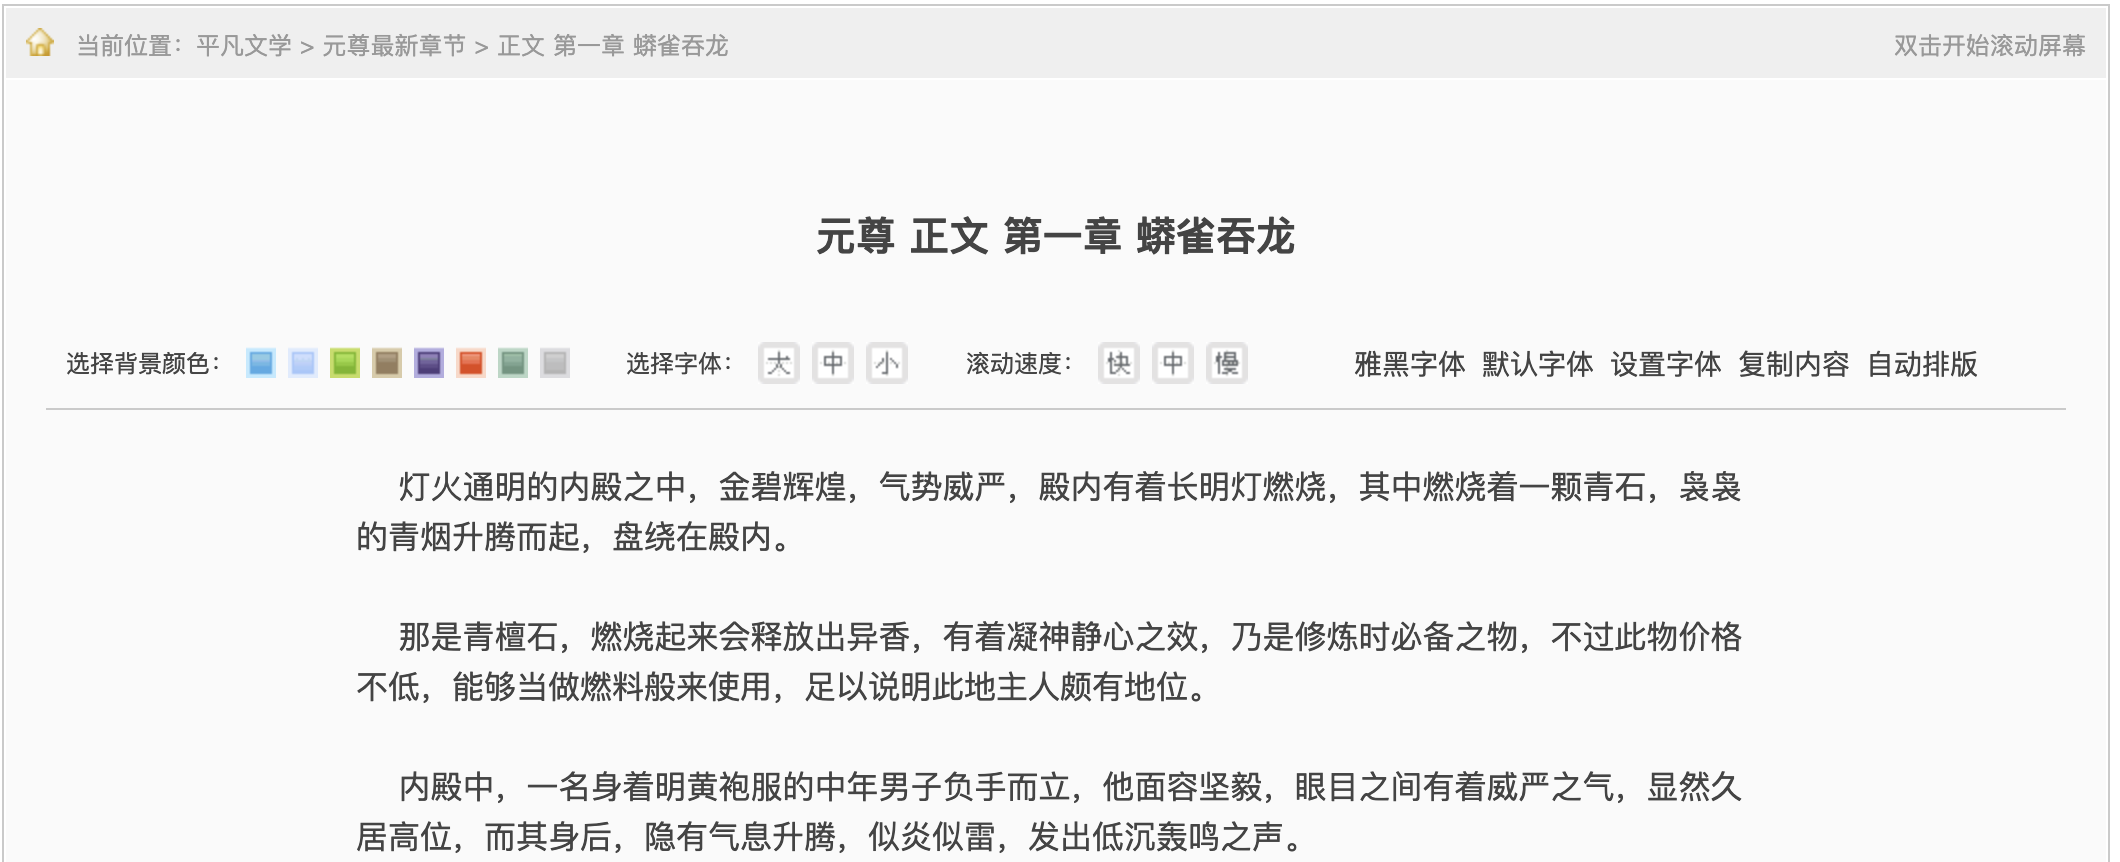 当前位置：平凡文学 > 元尊最新章节 > 正文 第一章 蟒雀吞龙
双击开始滚动屏幕
元尊 正文 第一章 蟒雀吞龙
选择背景颜色：
选择字体： 大 中 小
滚动速度： 快 中 慢
雅黑字体 默认字体 设置字体 复制内容 自动排版
灯火通明的内殿之中，金碧辉煌，气势威严，殿内有着长明灯燃烧，其中燃烧着一颗青石，袅袅
的青烟升腾而起，盘绕在殿内。
那是青檀石，燃烧起来会释放出异香，有着凝神静心之效，乃是修炼时必备之物，不过此物价格
不低，能够当做燃料般来使用，足以说明此地主人颇有地位。
内殿中，一名身着明黄袍服的中年男子负手而立，他面容坚毅，眼目之间有着威严之气，显然久
居高位，而其身后，隐有气息升腾，似炎似雷，发出低沉轰鸣之声。